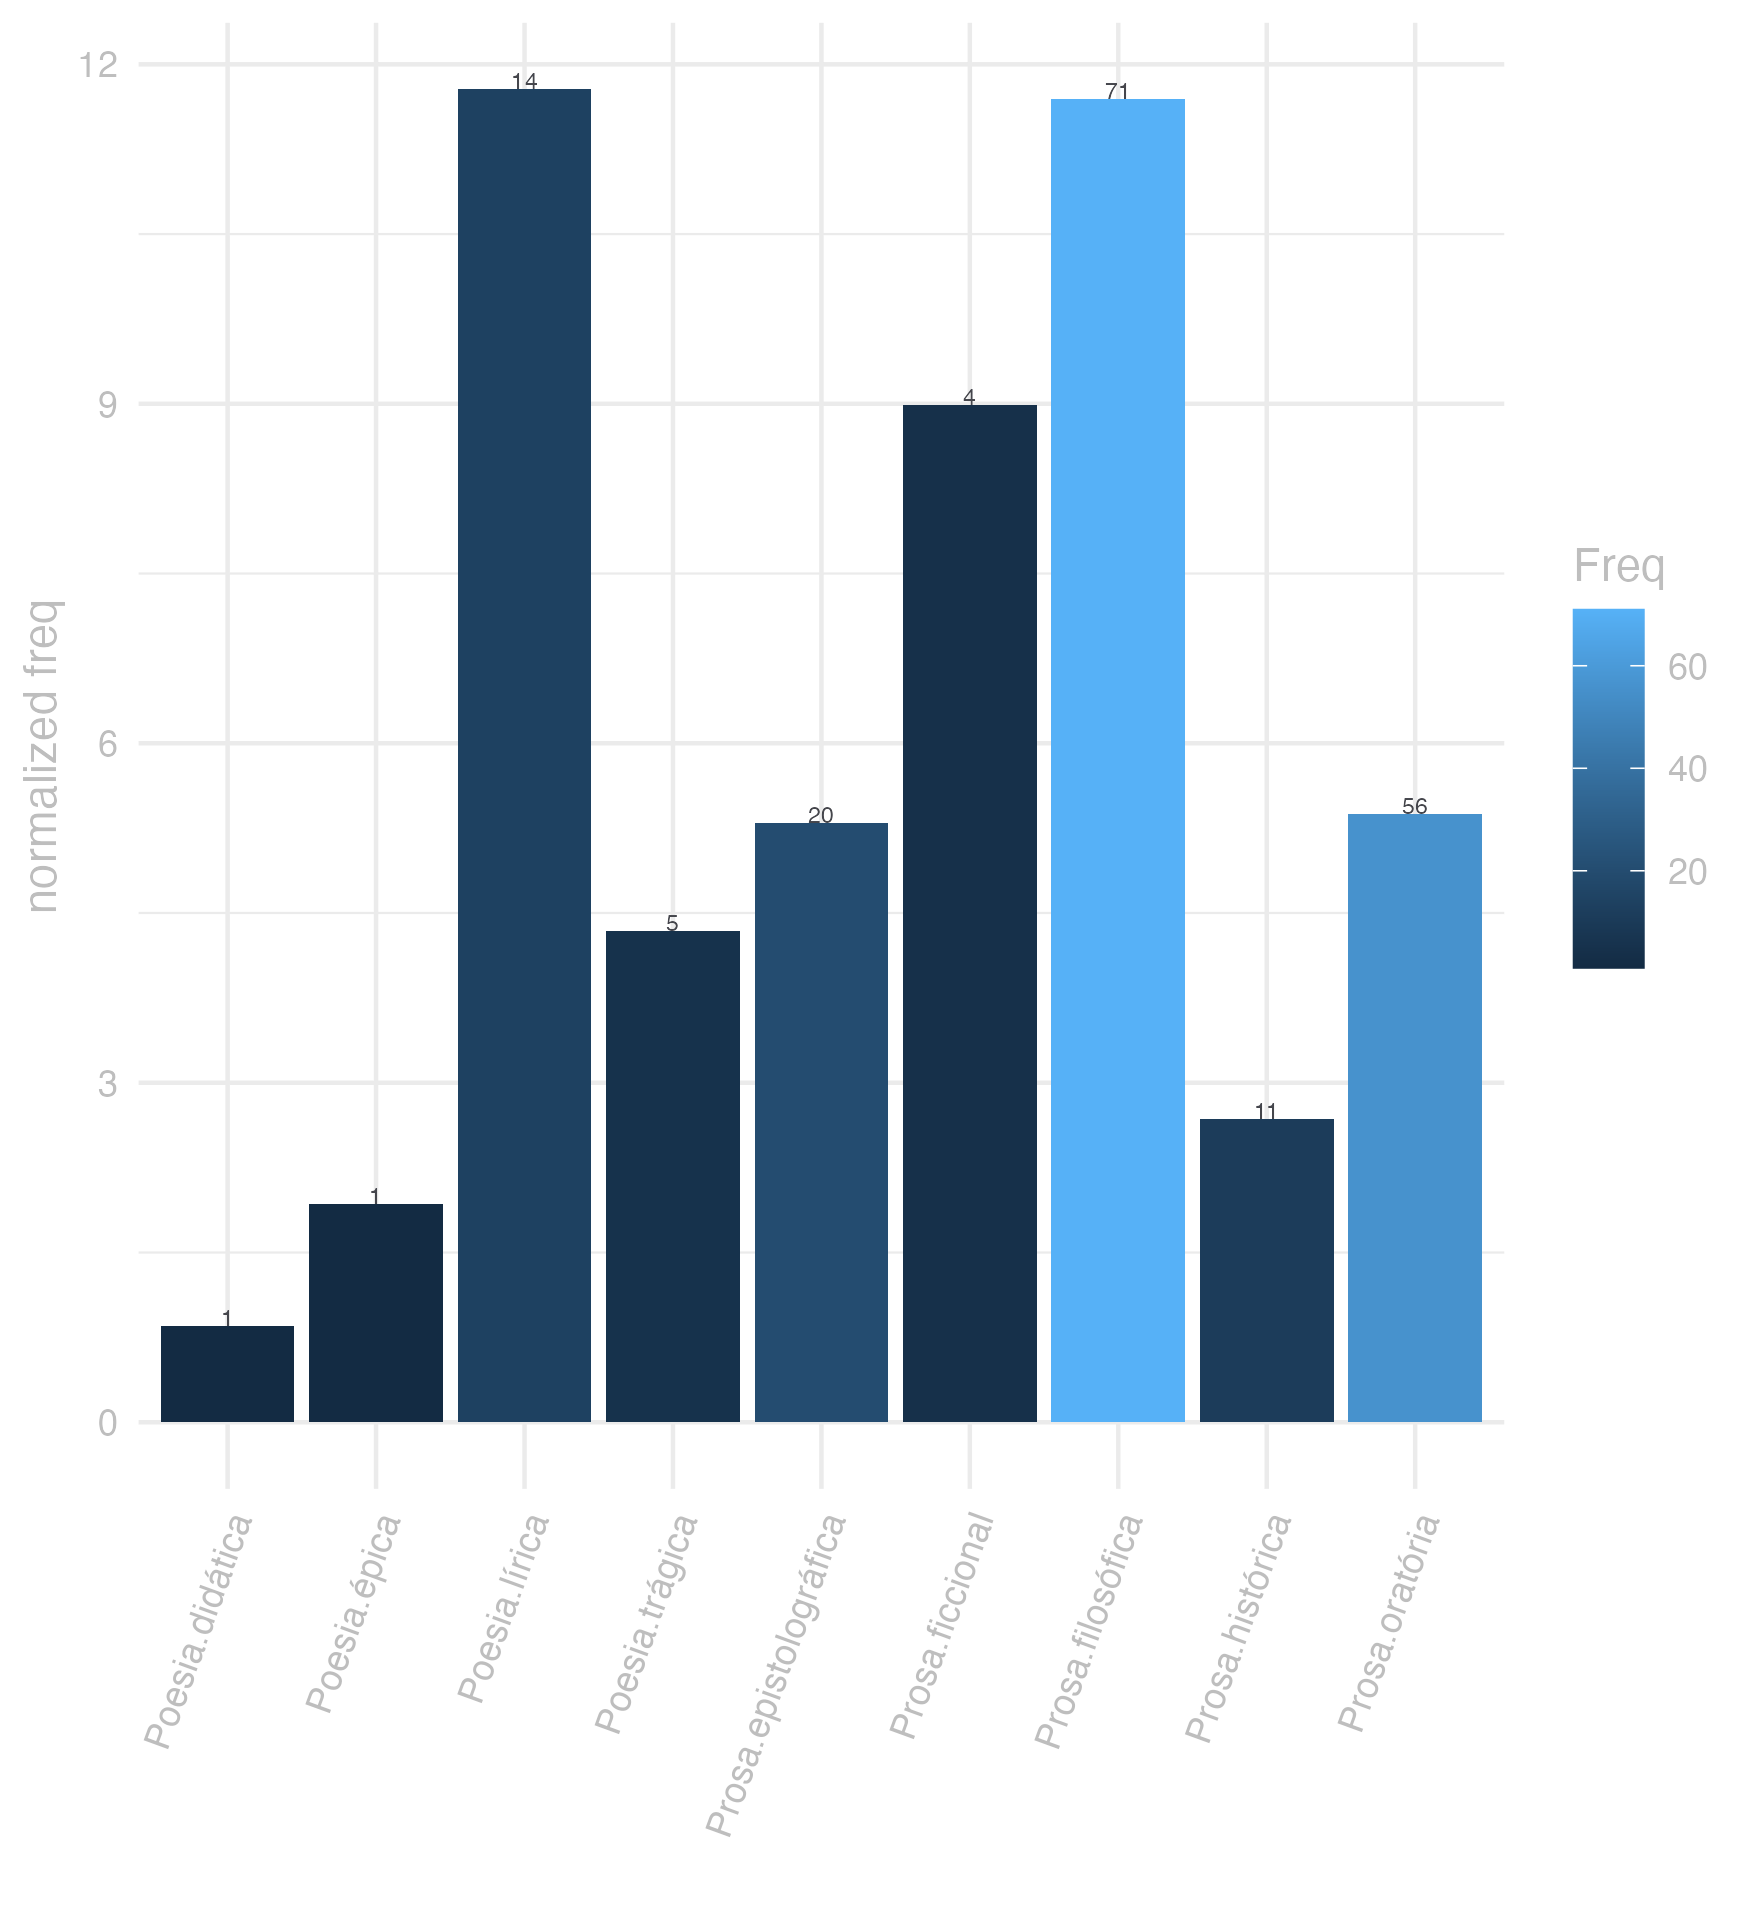 normalized freq
12
9
6
3
0
1
1
14
5
20
4
71
11
56
Poesia.didática
Poesia.épica
Poesia.lírica
Poesia.trágica
Prosa.epistolográfica
Prosa.ficcional
Prosa.filosófica
Prosa.histórica
Prosa.oratória
Freq
60
40
20